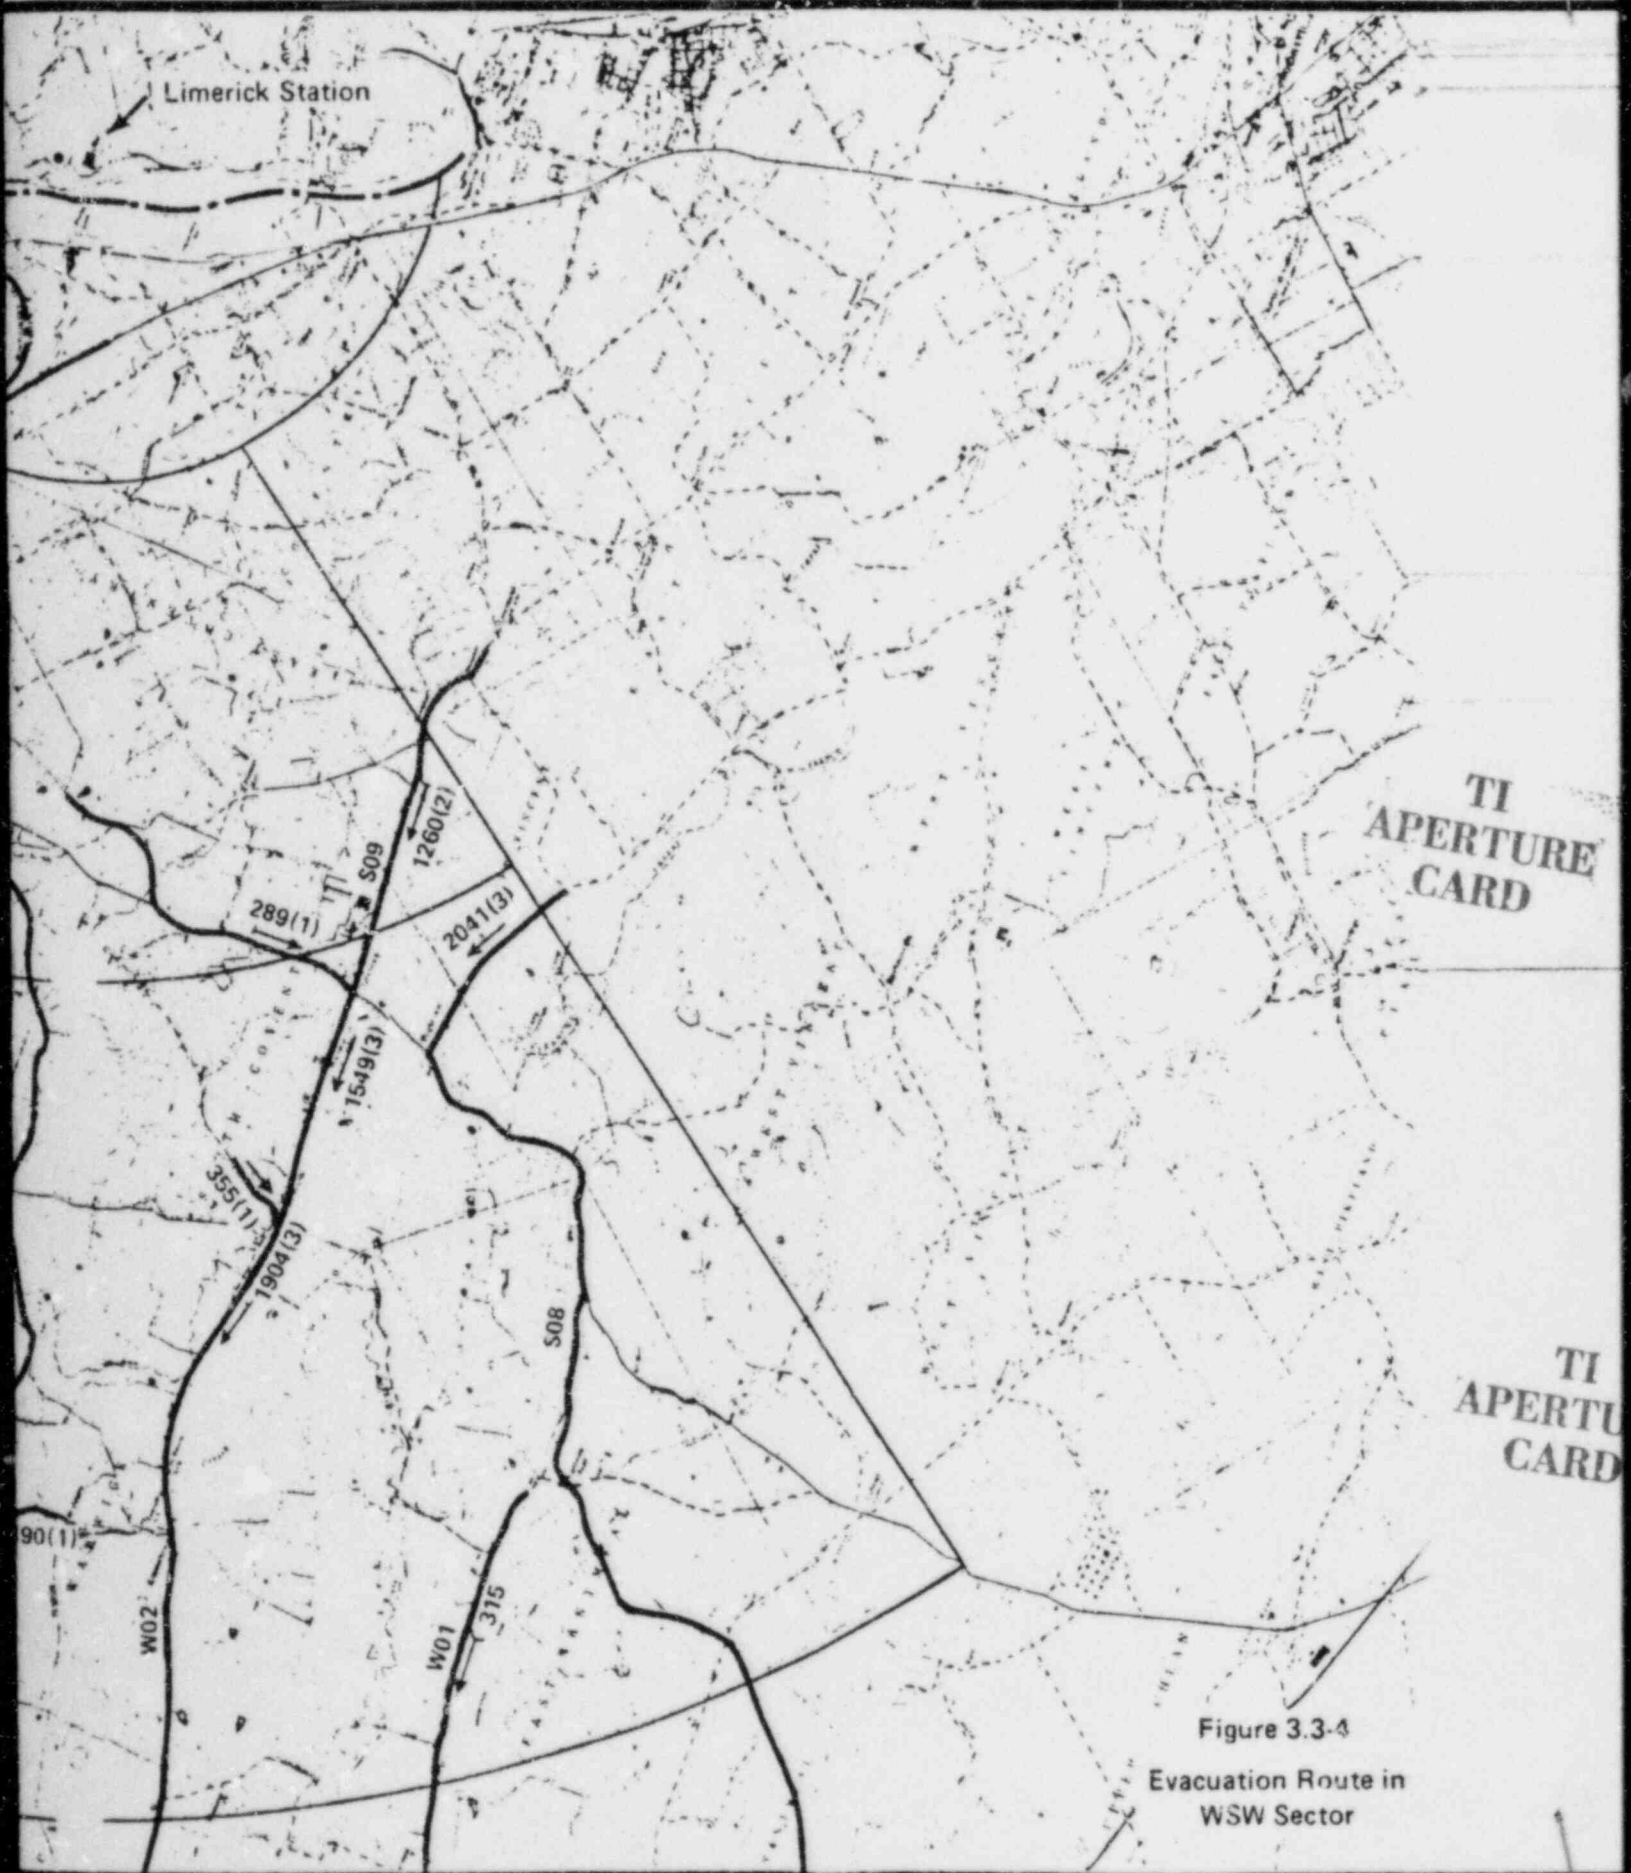 Limerick Station
TI
APERTURE
CARD
1260(2)
S09
289(1)
2041(3)
1549(3)
355(1)
1904(3)
S08
TI
APERTU
CARD
90(1)
W02
W01
315
Figure 3.3-4
Evacuation Route in
WSW Sector